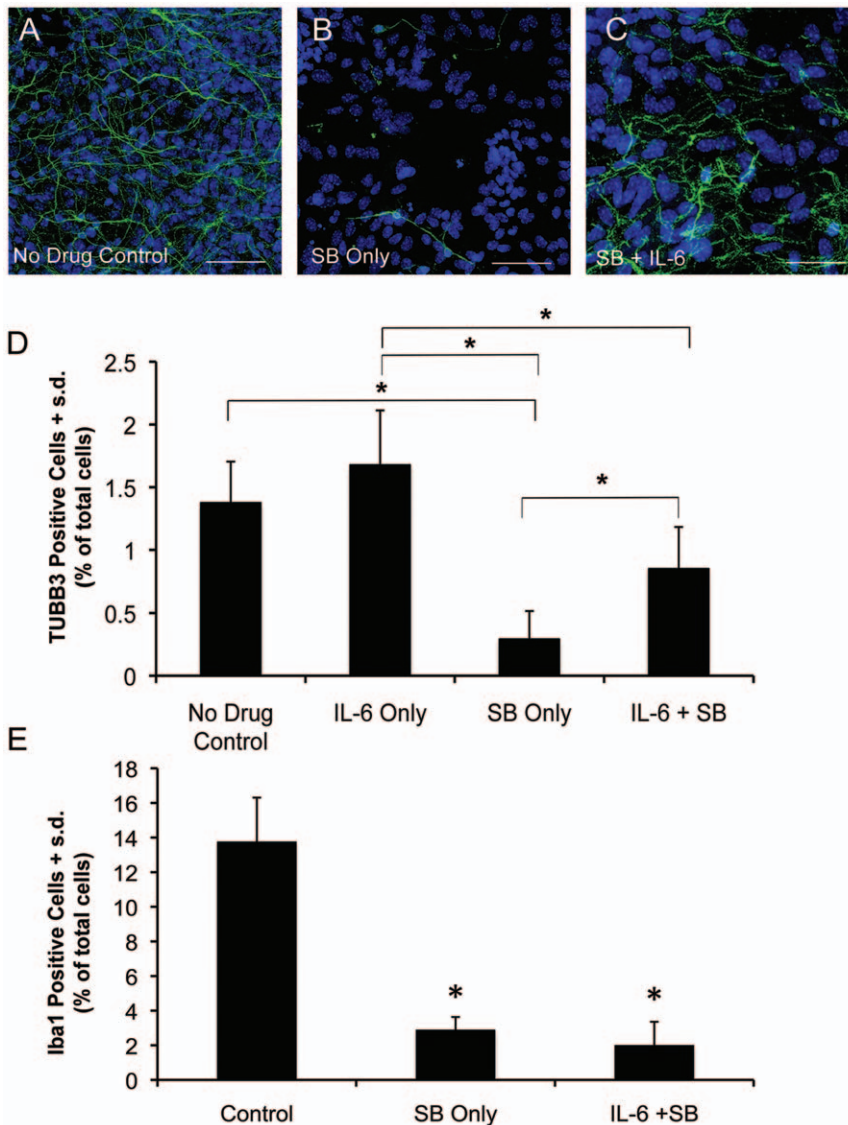 A
B
C
No Drug Control
SB Only
SB + IL-6
D
TUBB3 Positive Cells + s.d.
(% of total cells)
2.5
2
1.5
1
0.5
0
*
*
*
*
No Drug
Control
IL-6 Only
SB Only
IL-6 + SB
E
Iba1 Positive Cells + s.d.
(% of total cells)
18
16
14
12
10
8
6
4
2
0
*
*
Control
SB Only
IL-6 +SB